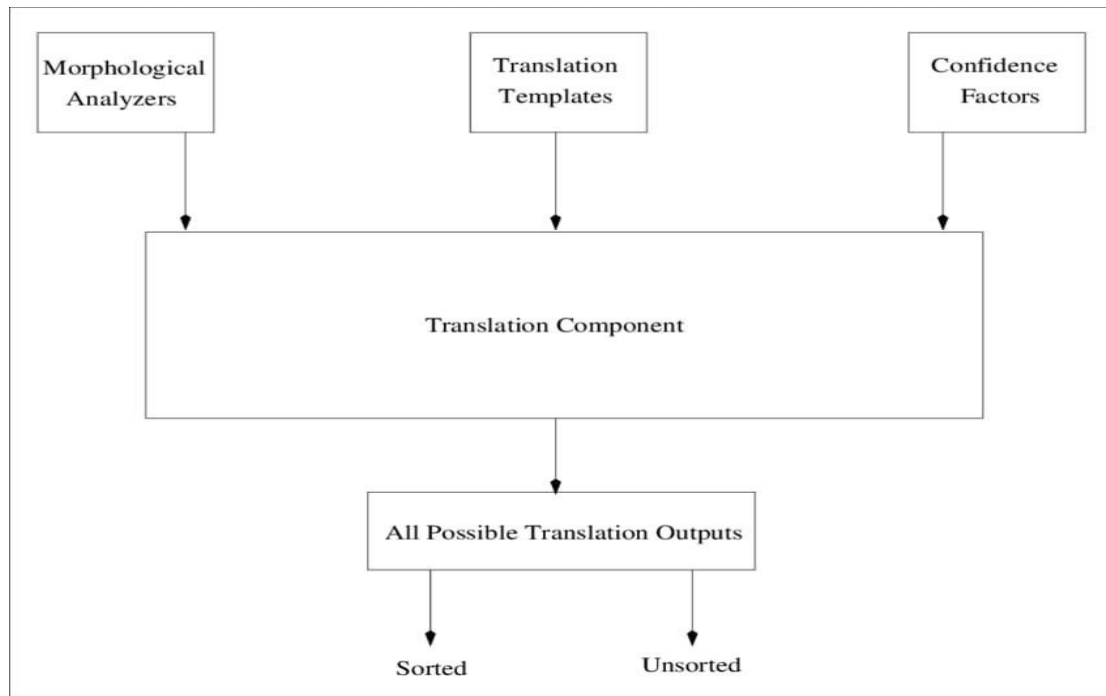 Morphological
Analyzers
Translation
Templates
Confidence
Factors
Translation Component
All Possible Translation Outputs
Sorted
Unsorted